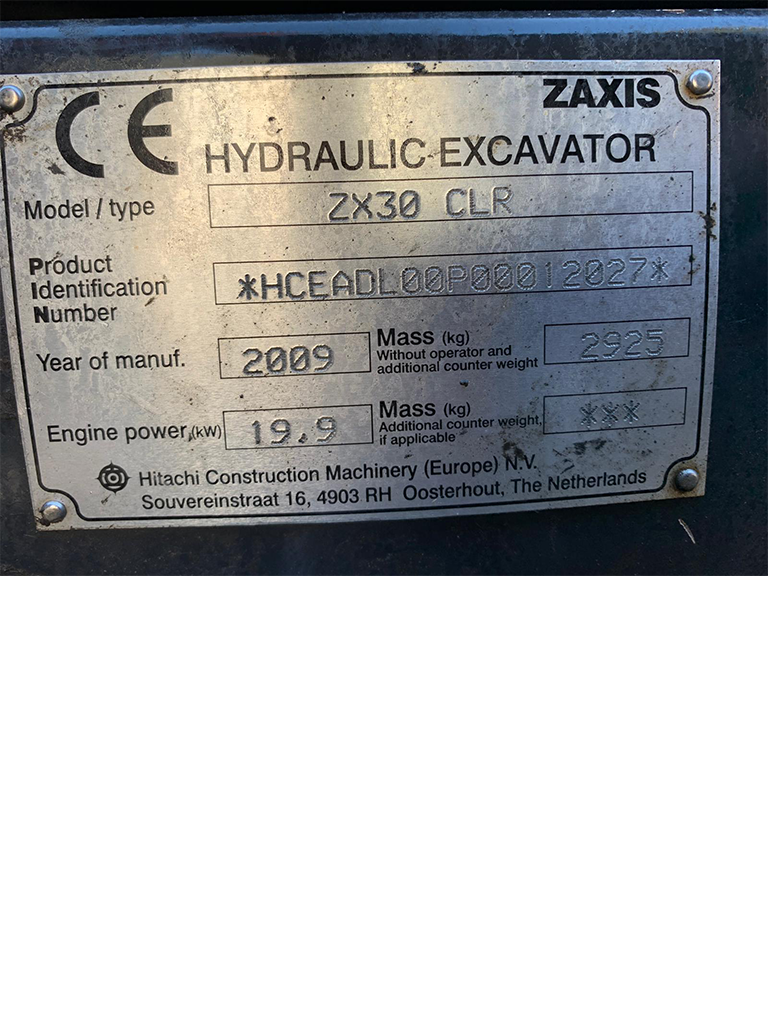 CE
ZAXIS
HYDRAULIC EXCAVATOR
Model / type ZX30 CLR
Product
Identification
Number
*HCEADL00P00012027*
Year of manuf. 2009
Mass (kg)
Without operator and
additional counter weight
2925
Engine power (kW) 19.9
Mass (kg)
Additional counter weight,
if applicable
***
Hitachi Construction Machinery (Europe) N.V.
Souvereinstraat 16, 4903 RH Oosterhout, The Netherlands